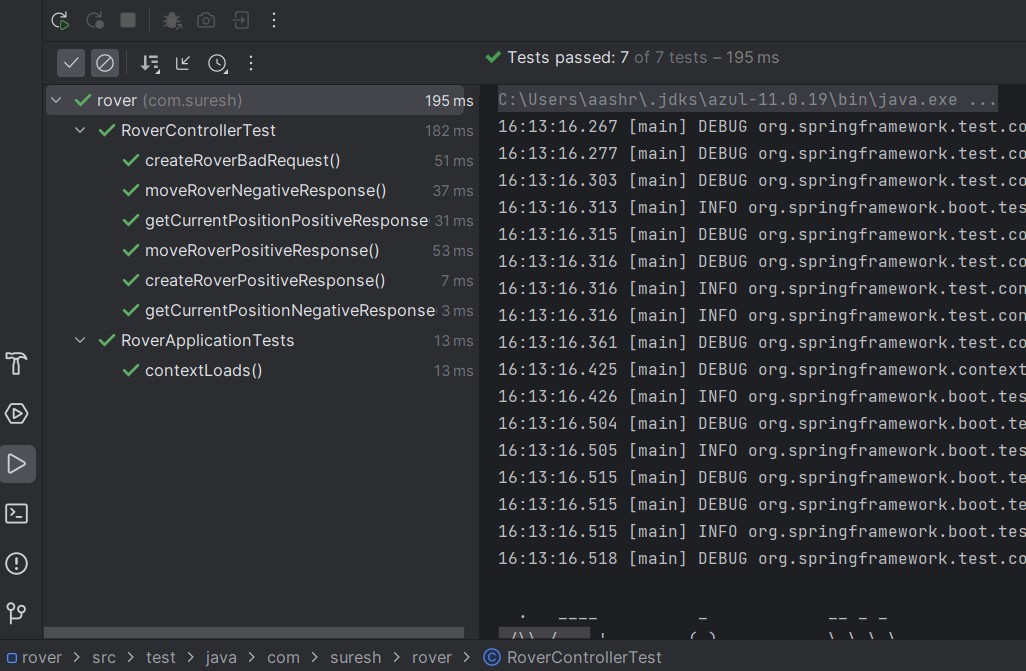 Tests passed: 7 of 7 tests – 195 ms
rover (com.suresh) 195 ms
RoverControllerTest 182 ms
createRoverBadRequest() 51 ms
moveRoverNegativeResponse() 37 ms
getCurrentPositionPositiveResponse 31 ms
moveRoverPositiveResponse() 53 ms
createRoverPositiveResponse() 7 ms
getCurrentPositionNegativeResponse 3 ms
RoverApplicationTests 13 ms
contextLoads() 13 ms
C:\Users\aashr\.jdks\azul-11.0.19\bin\java.exe ...
16:13:16.267 [main] DEBUG org.springframework.test.co
16:13:16.277 [main] DEBUG org.springframework.test.co
16:13:16.303 [main] DEBUG org.springframework.test.co
16:13:16.313 [main] INFO org.springframework.boot.tes
16:13:16.315 [main] DEBUG org.springframework.test.co
16:13:16.316 [main] DEBUG org.springframework.test.co
16:13:16.316 [main] INFO org.springframework.test.con
16:13:16.316 [main] INFO org.springframework.test.con
16:13:16.361 [main] DEBUG org.springframework.test.co
16:13:16.425 [main] DEBUG org.springframework.context
16:13:16.426 [main] INFO org.springframework.boot.tes
16:13:16.504 [main] DEBUG org.springframework.boot.te
16:13:16.505 [main] INFO org.springframework.boot.tes
16:13:16.515 [main] DEBUG org.springframework.boot.te
16:13:16.515 [main] DEBUG org.springframework.boot.te
16:13:16.515 [main] INFO org.springframework.boot.tes
16:13:16.518 [main] DEBUG org.springframework.test.co
rover > src > test > java > com > suresh > rover > RoverControllerTest